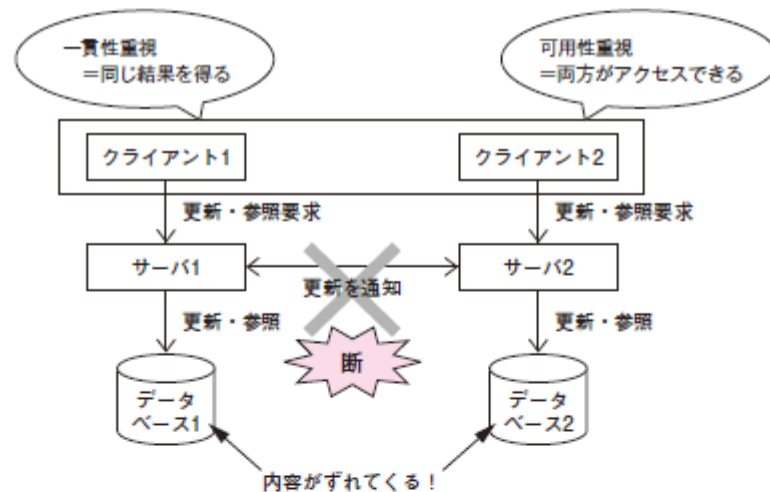 一貫性重視
＝同じ結果を得る
可用性重視
＝両方がアクセスできる
クライアント1
クライアント2
更新・参照要求
更新・参照要求
サーバ1
サーバ2
更新を通知
更新・参照
更新・参照
断
データ
ベース1
データ
ベース2
内容がずれてくる！